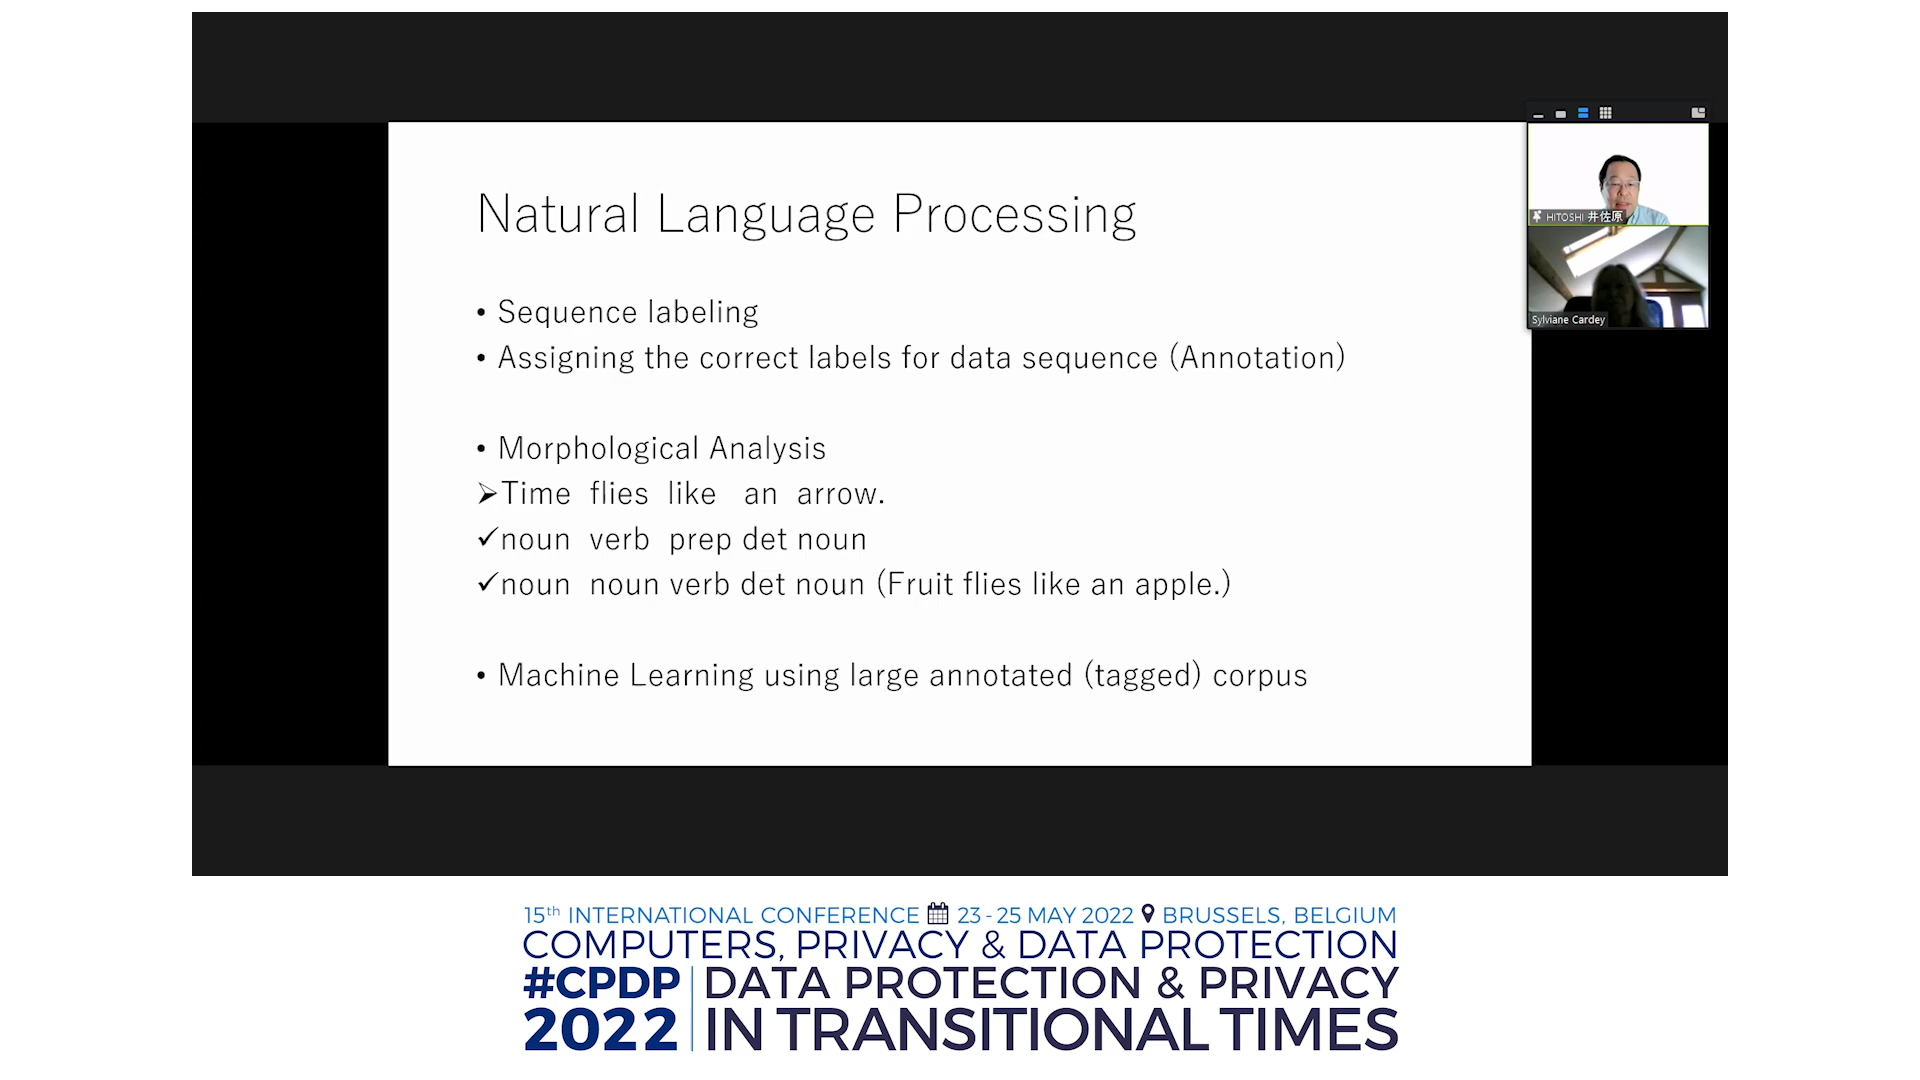 Natural Language Processing
• Sequence labeling
• Assigning the correct labels for data sequence (Annotation)
• Morphological Analysis
➢Time flies like an arrow.
✓noun verb prep det noun
✓noun noun verb det noun (Fruit flies like an apple.)
• Machine Learning using large annotated (tagged) corpus
HITOSHI 井佐原
Sylviane Cardey
15th INTERNATIONAL CONFERENCE 23 - 25 MAY 2022 BRUSSELS, BELGIUM
COMPUTERS, PRIVACY & DATA PROTECTION
#CPDP DATA PROTECTION & PRIVACY
2022 IN TRANSITIONAL TIMES